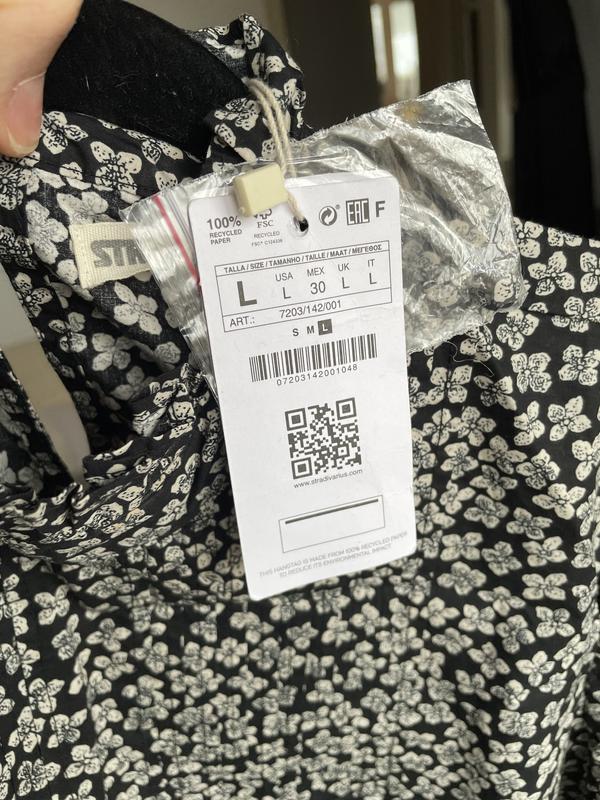 100%
RECYCLED
PAPER
FSC
RECYCLED
FSC® C124338
EAC F
STR
TALLA / SIZE / TAMANHO / TAILLE / MAAT / ΜΕΓΕΘΟΣ
USA MEX UK IT
L L 30 L L
ART.: 7203/142/001
S M L
07203142001048
www.stradivarius.com
THIS HANGTAG IS MADE FROM 100% RECYCLED PAPER
TO REDUCE ITS ENVIRONMENTAL IMPACT